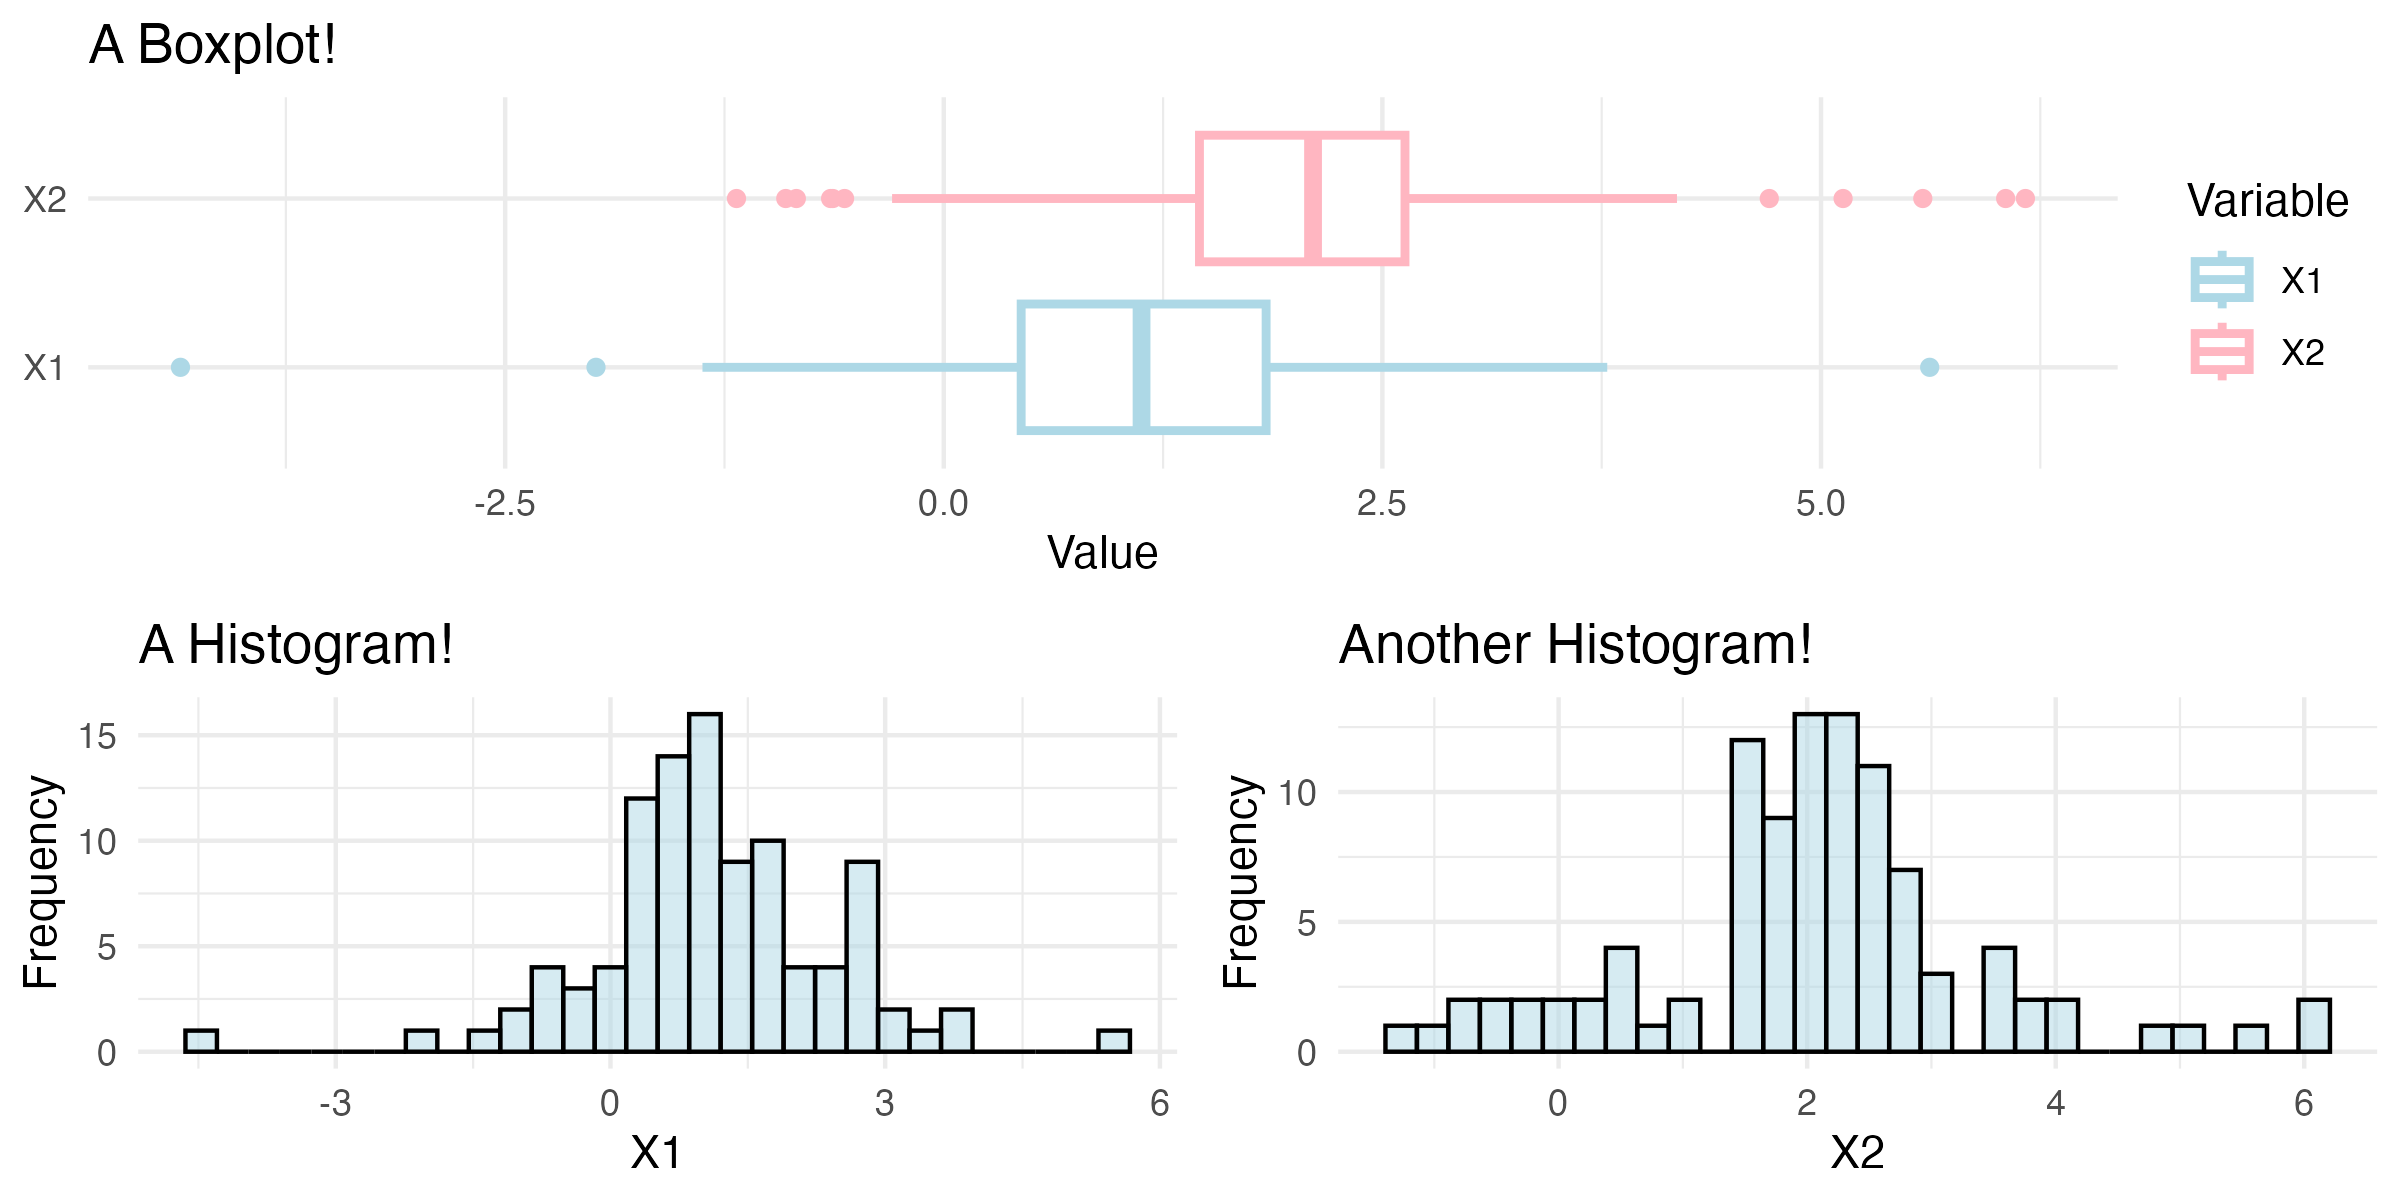 A Boxplot!
X2
X1
-2.5 0.0 2.5 5.0
Value
Variable
X1
X2
A Histogram!
15
10
5
0
Frequency
-3 0 3 6
X1
Another Histogram!
10
5
0
Frequency
0 2 4 6
X2